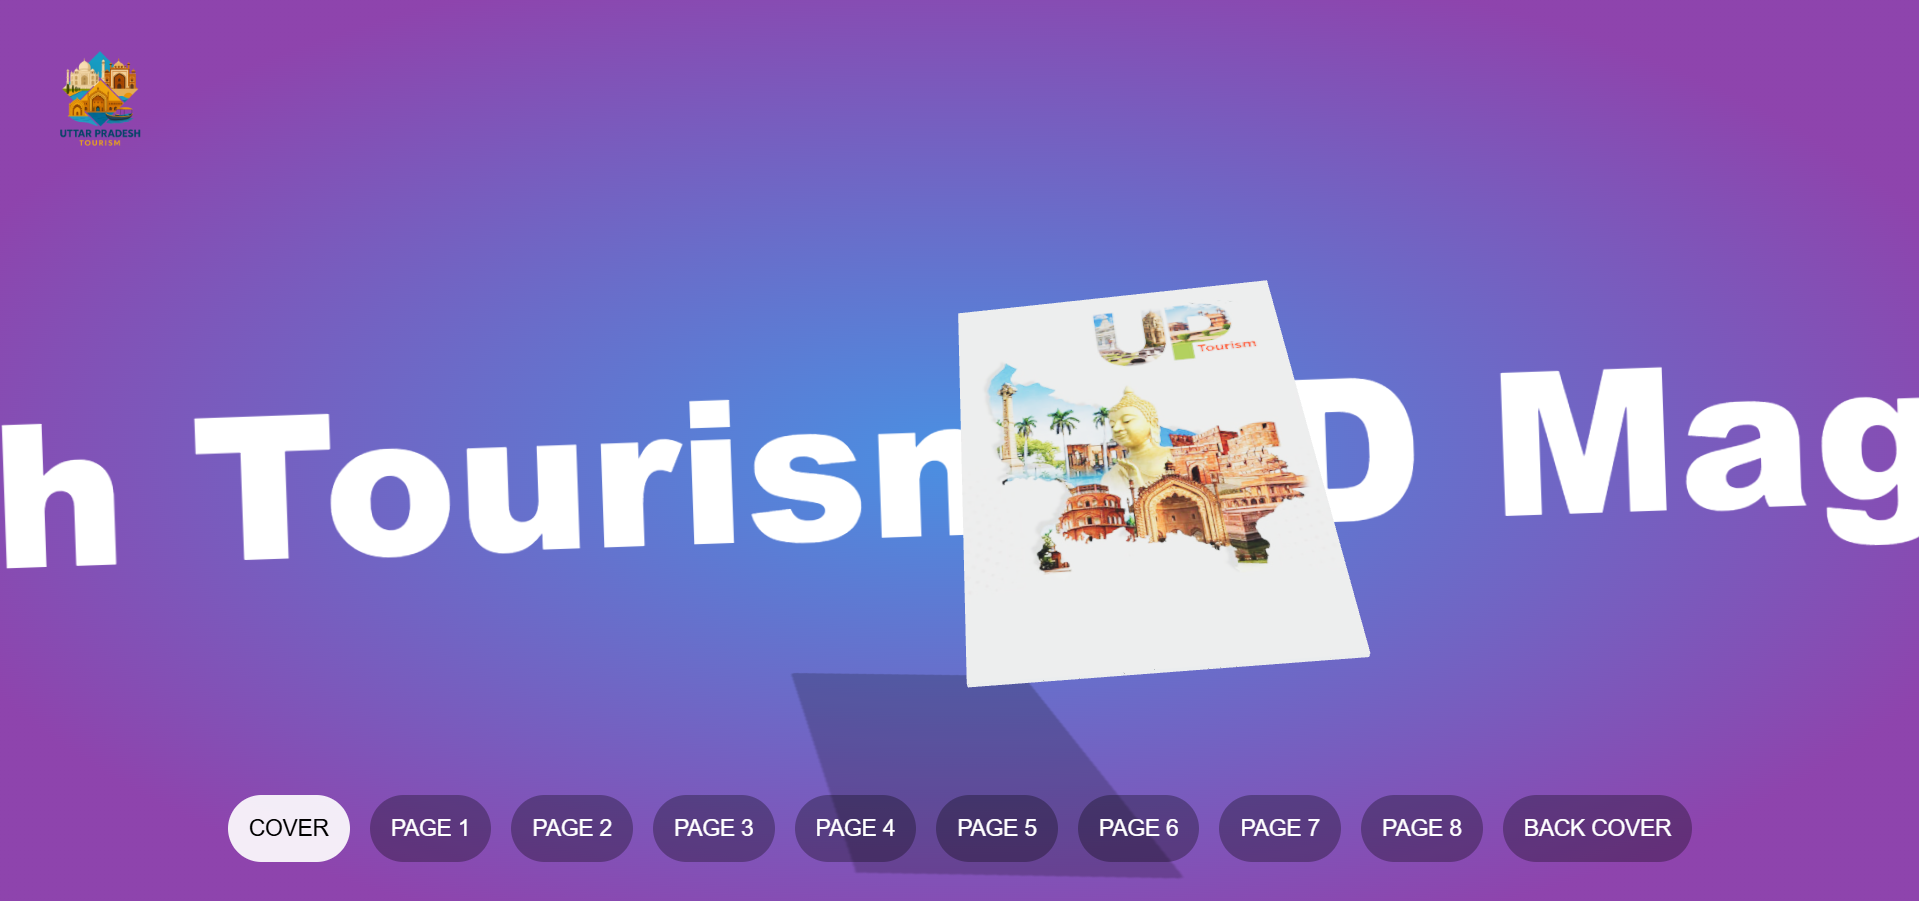 UTTAR PRADESH
TOURISM
UP
Tourism
h Tourism D Mag
COVER
PAGE 1
PAGE 2
PAGE 3
PAGE 4
PAGE 5
PAGE 6
PAGE 7
PAGE 8
BACK COVER